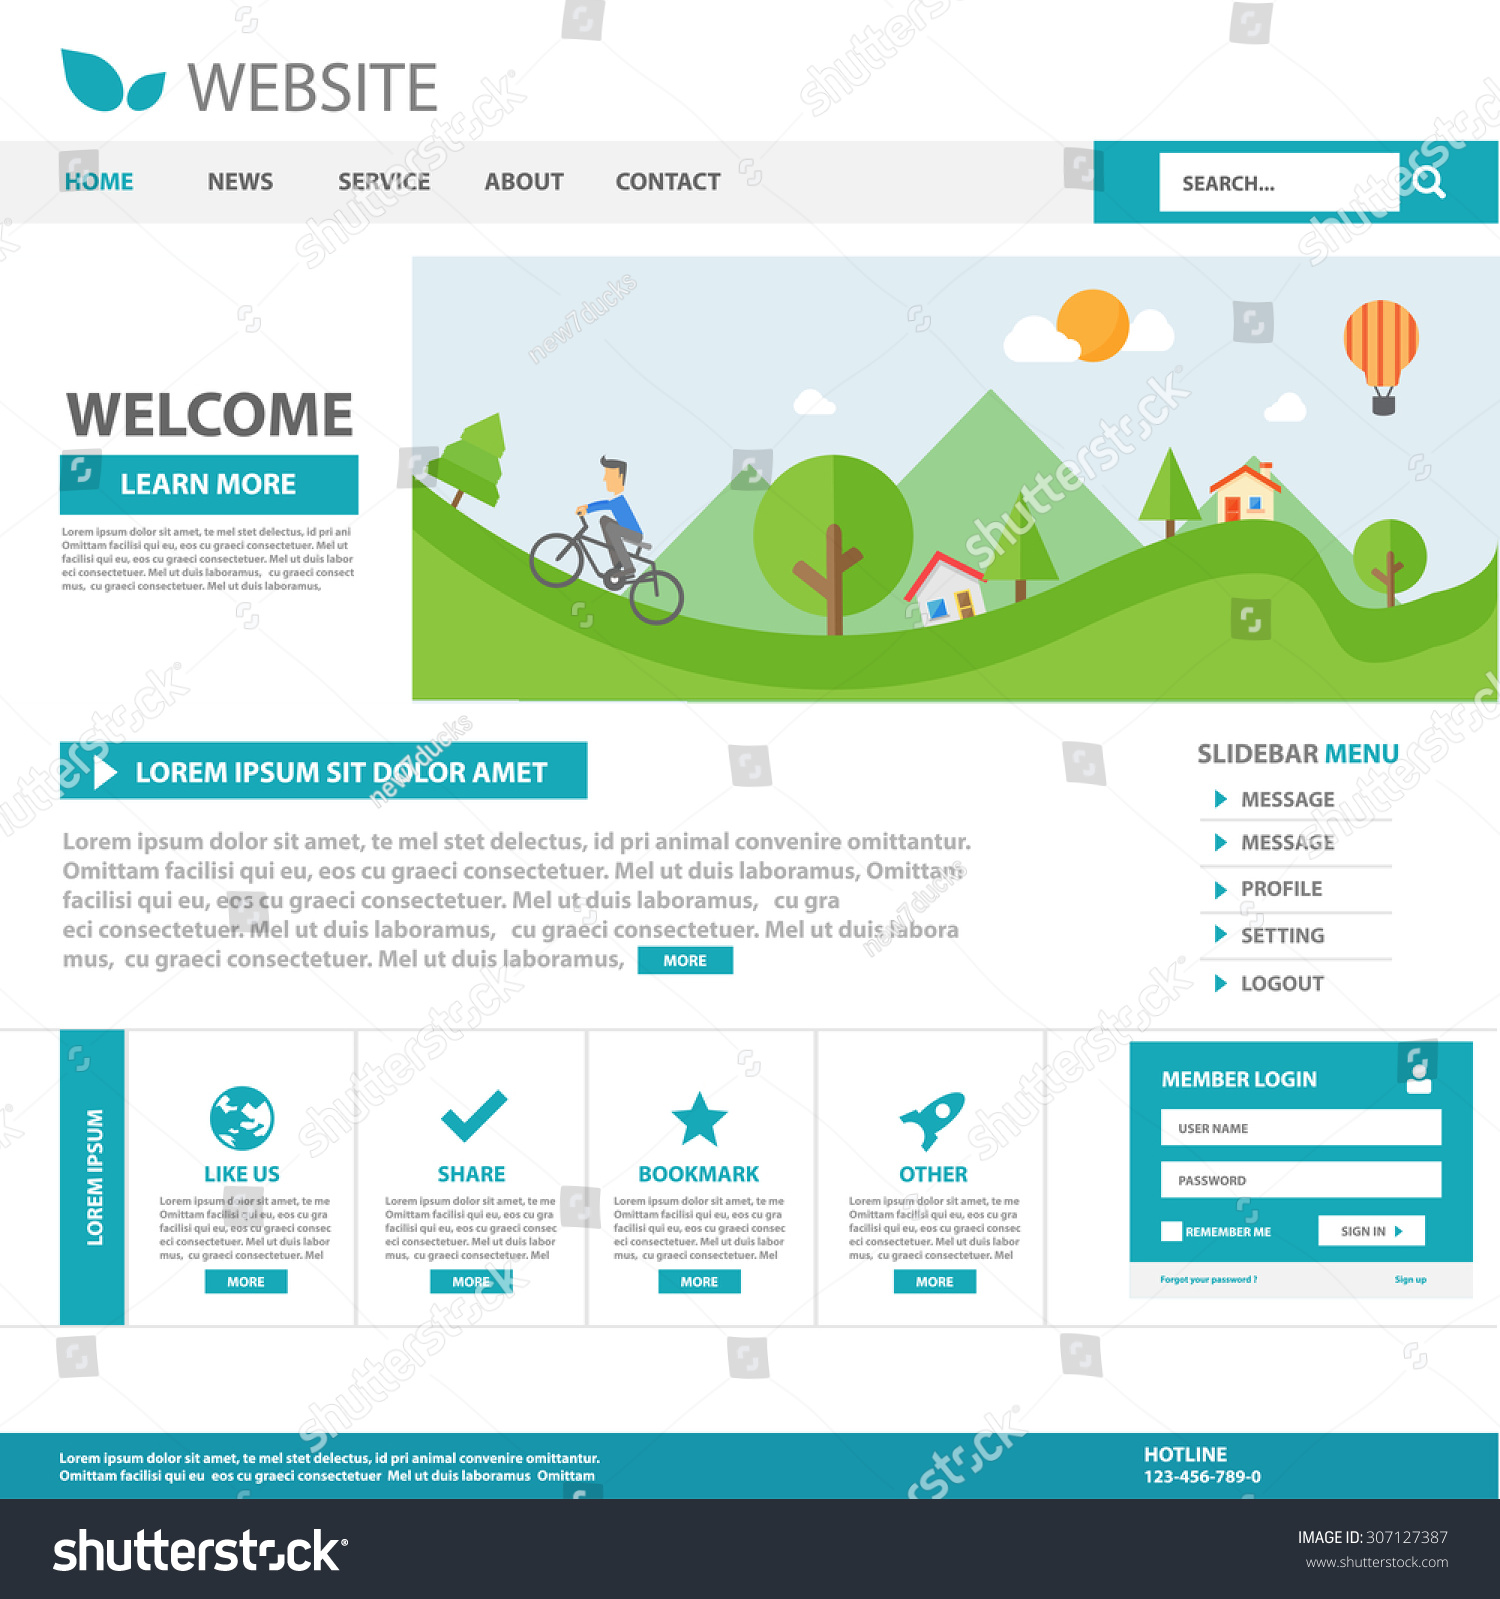 WEBSITE
HOME NEWS SERVICE ABOUT CONTACT
SEARCH...
WELCOME
LEARN MORE
Lorem ipsum dolor sit amet, te mel stet delectus, id pri ani
Omittam facilisi qui eu, eos cu graeci consectetuer. Mel ut
facilisi qui eu, eos cu graeci consectetuer. Mel ut duis labor
eci consectetuer. Mel ut duis laboramus, cu graeci consect
mus, cu graeci consectetuer. Mel ut duis laboramus,
new7ducks
shutterstock
LOREM IPSUM SIT DOLOR AMET
Lorem ipsum dolor sit amet, te mel stet delectus, id pri animal convenire omittantur.
Omittam facilisi qui eu, eos cu graeci consectetuer. Mel ut duis laboramus, Omittam
facilisi qui eu, eos cu graeci consectetuer. Mel ut duis laboramus, cu gra
eci consectetuer. Mel ut duis laboramus, cu graeci consectetuer. Mel ut duis labora
mus, cu graeci consectetuer. Mel ut duis laboramus, MORE
SLIDEBAR MENU
MESSAGE
MESSAGE
PROFILE
SETTING
LOGOUT
LOREM IPSUM
LIKE US
Lorem ipsum dolor sit amet, te me
Omittam facilisi qui eu, eos cu gra
facilisi qui eu, eos cu graeci consec
eci consectetuer. Mel ut duis labor
mus, cu graeci consectetuer. Mel
MORE
SHARE
Lorem ipsum dolor sit amet, te me
Omittam facilisi qui eu, eos cu gra
facilisi qui eu, eos cu graeci consec
eci consectetuer. Mel ut duis labor
mus, cu graeci consectetuer. Mel
MORE
BOOKMARK
Lorem ipsum dolor sit amet, te me
Omittam facilisi qui eu, eos cu gra
facilisi qui eu, eos cu graeci consec
eci consectetuer. Mel ut duis labor
mus, cu graeci consectetuer. Mel
MORE
OTHER
Lorem ipsum dolor sit amet, te me
Omittam facilisi qui eu, eos cu gra
facilisi qui eu, eos cu graeci consec
eci consectetuer. Mel ut duis labor
mus, cu graeci consectetuer. Mel
MORE
MEMBER LOGIN
USER NAME
PASSWORD
REMEMBER ME SIGN IN
Forgot your password ? Sign up
Lorem ipsum dolor sit amet, te mel stet delectus, id pri animal convenire omittantur.
Omittam facilisi qui eu eos cu graeci consectetuer Mel ut duis laboramus Omittam
HOTLINE
123-456-789-0
shutterstock
IMAGE ID: 307127387
www.shutterstock.com